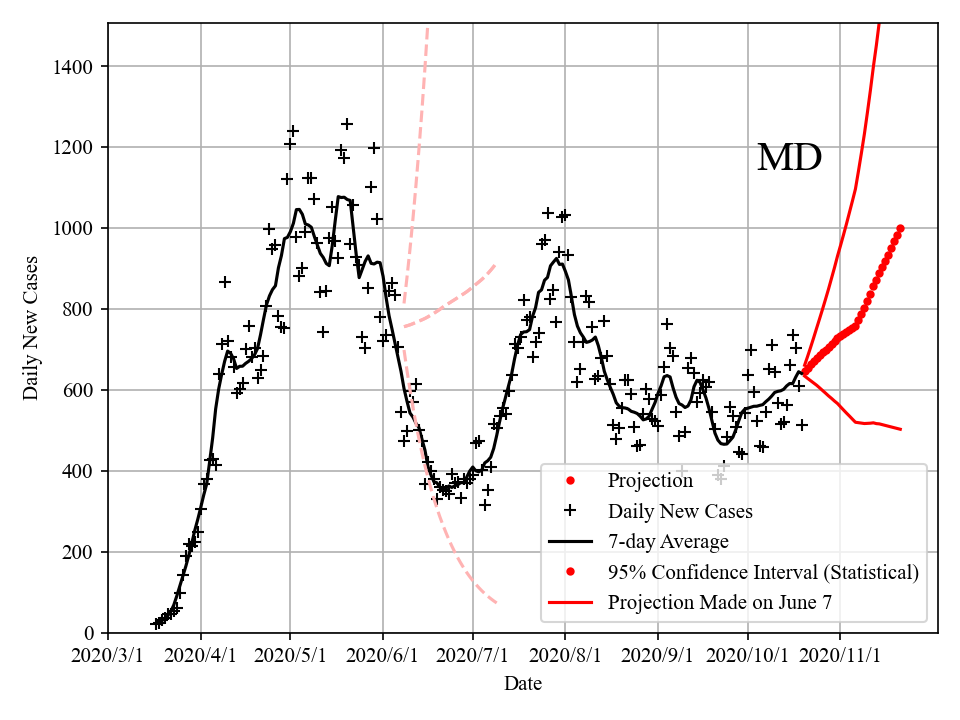 1400
1200
1000
800
600
400
200
0
Daily New Cases
MD
Projection
Daily New Cases
7-day Average
95% Confidence Interval (Statistical)
Projection Made on June 7
2020/3/1 2020/4/1 2020/5/1 2020/6/1 2020/7/1 2020/8/1 2020/9/1 2020/10/1 2020/11/1
Date